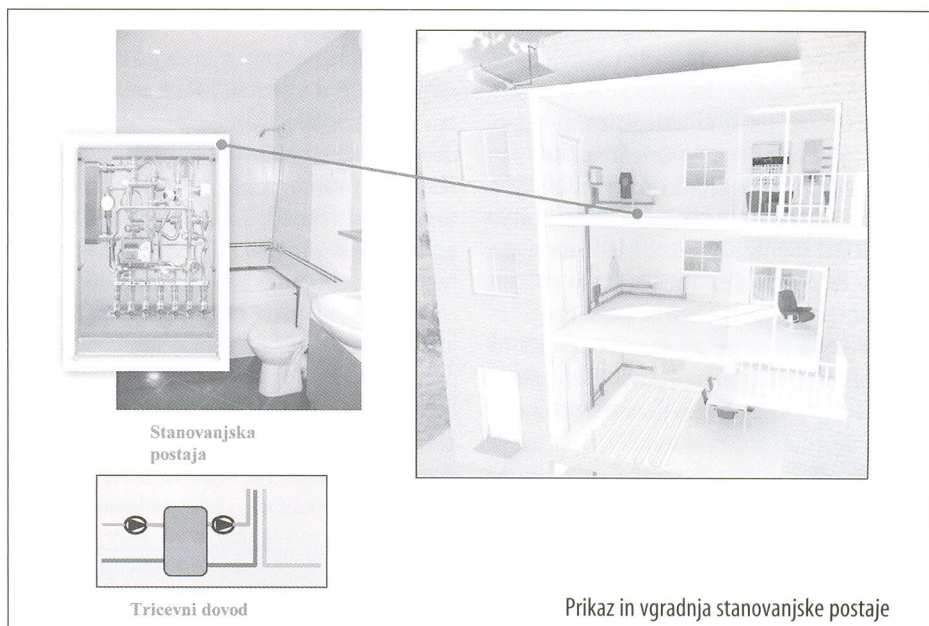 Stanovanjska
postaja
Tricevni dovod
Prikaz in vgradnja stanovanjske postaje